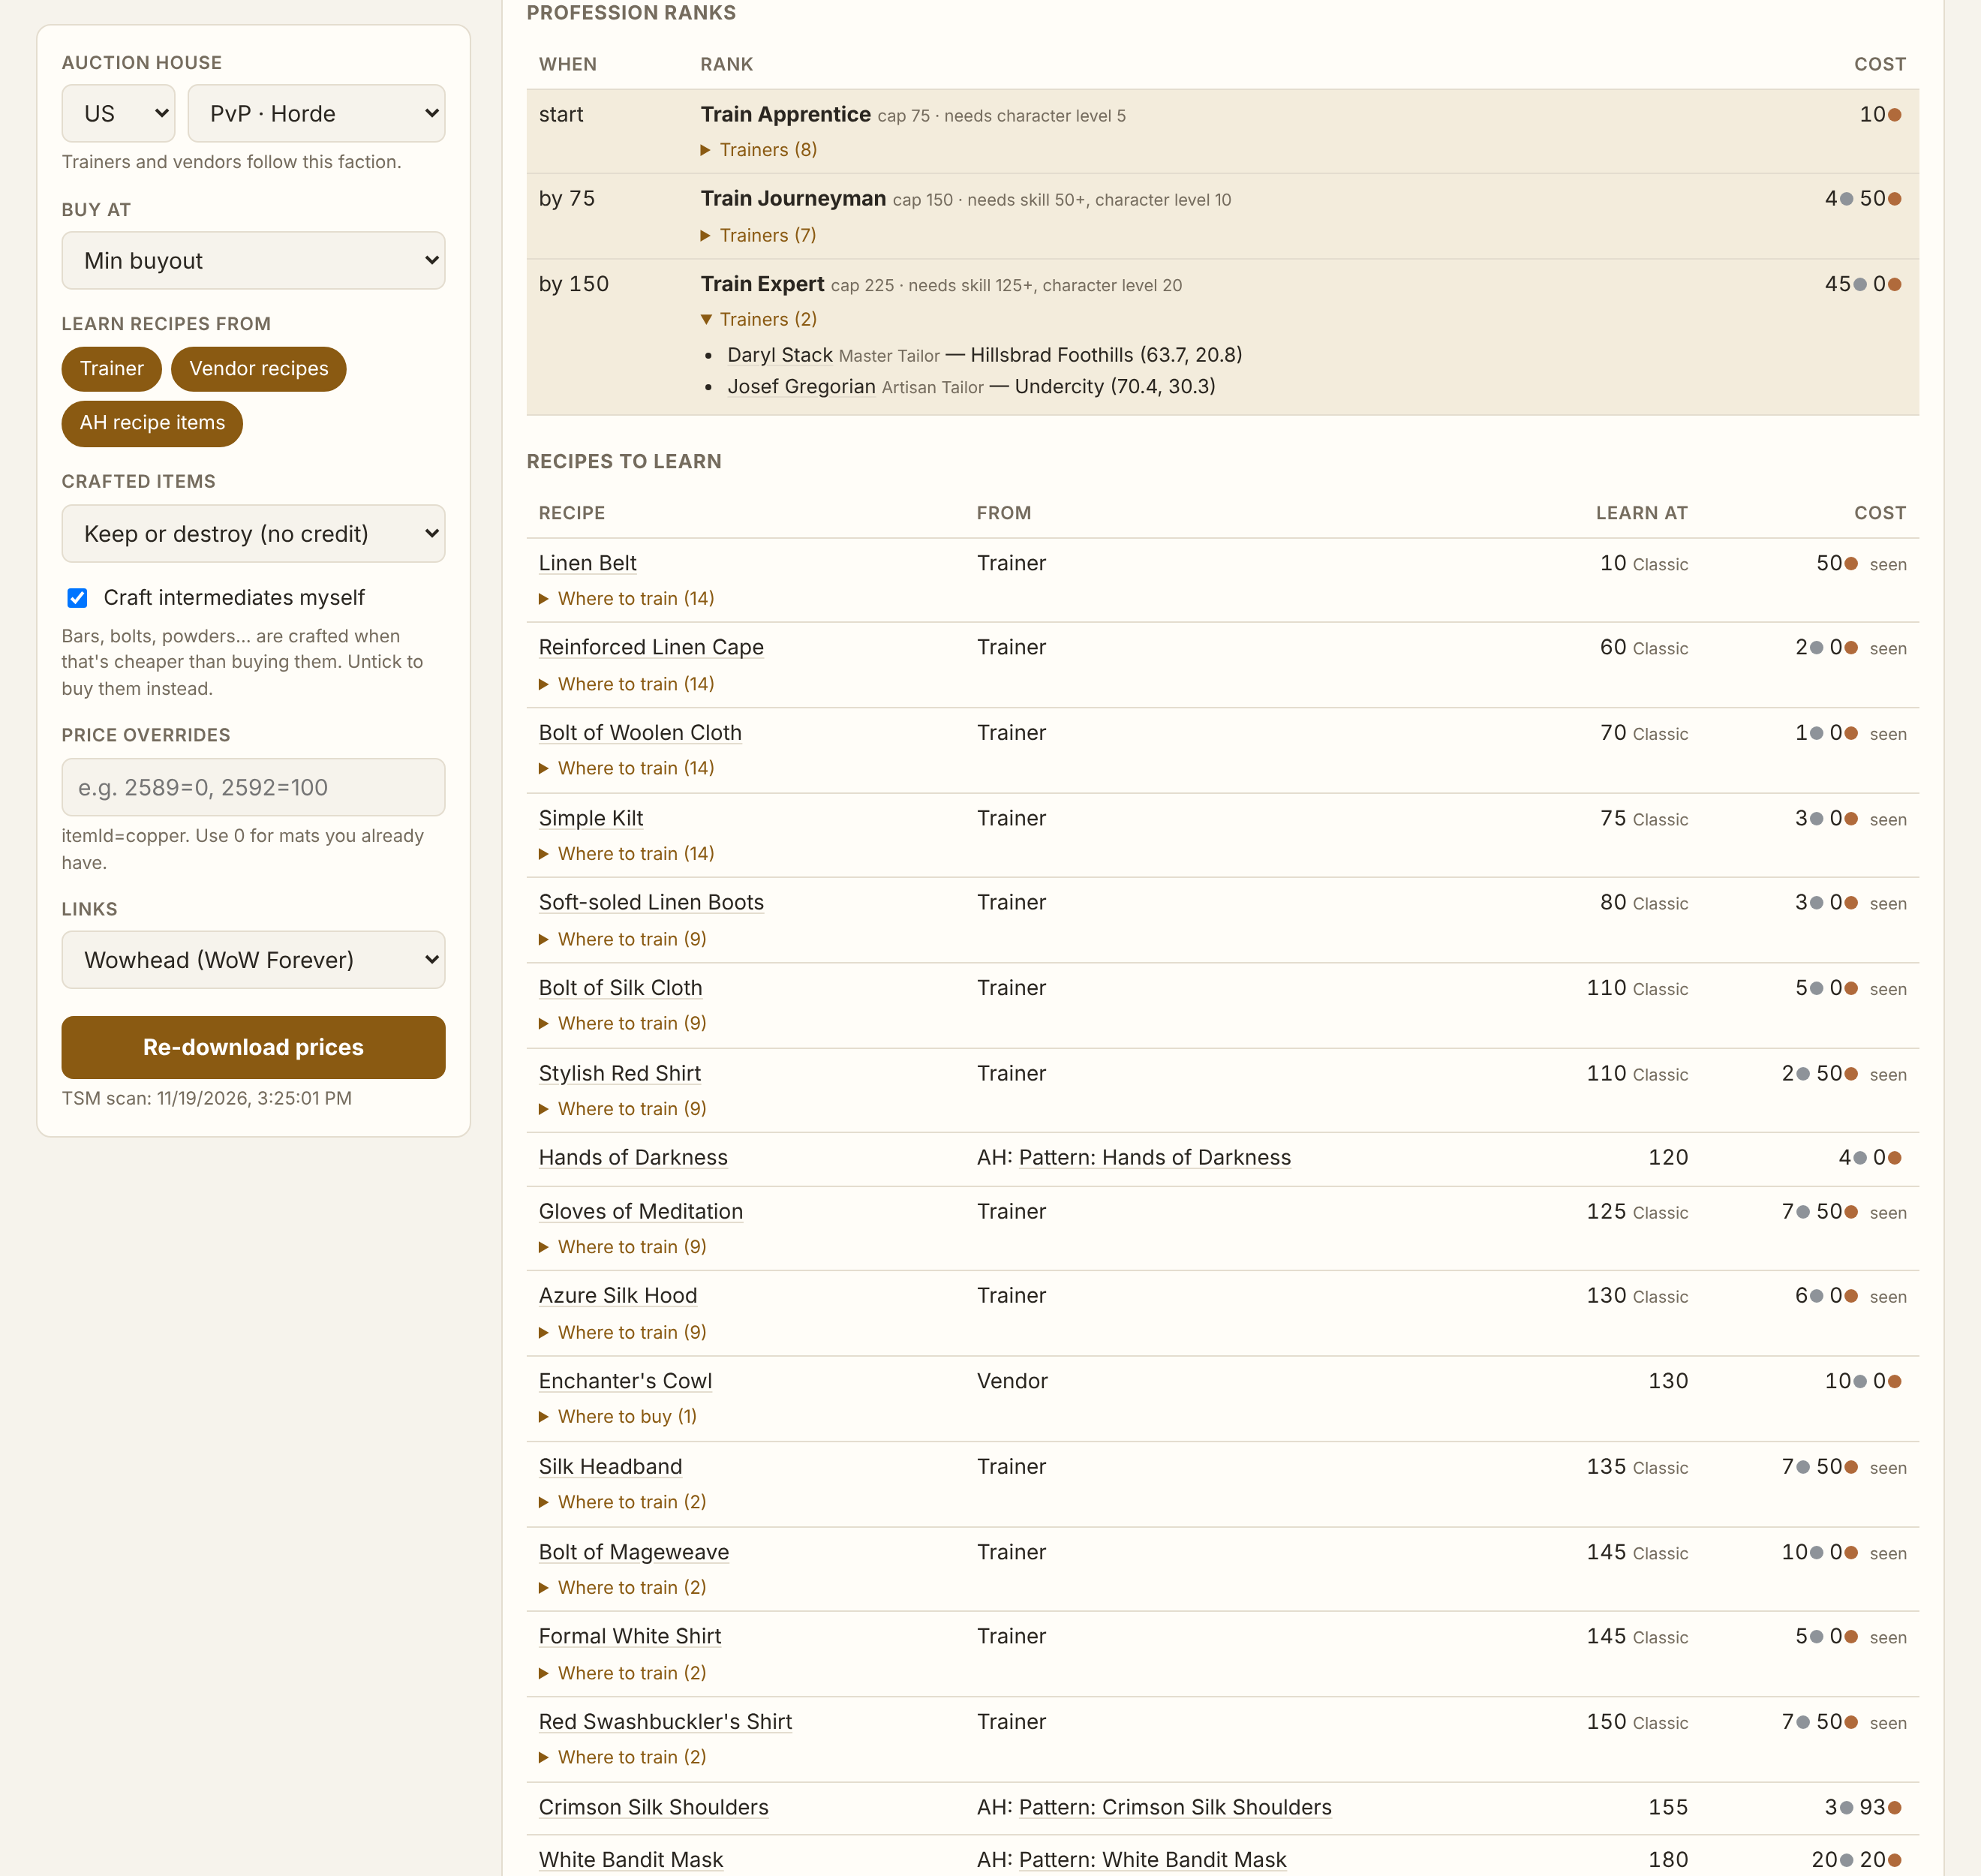 AUCTION HOUSE
US
PvP · Horde
Trainers and vendors follow this faction.
BUY AT
Min buyout
LEARN RECIPES FROM
Trainer
Vendor recipes
AH recipe items
CRAFTED ITEMS
Keep or destroy (no credit)
Craft intermediates myself
Bars, bolts, powders... are crafted when
that's cheaper than buying them. Untick to
buy them instead.
PRICE OVERRIDES
e.g. 2589=0, 2592=100
itemId=copper. Use 0 for mats you already
have.
LINKS
Wowhead (WoW Forever)
Re-download prices
TSM scan: 11/19/2026, 3:25:01 PM
PROFESSION RANKS
WHEN RANK COST
start Train Apprentice cap 75 · needs character level 5 10
Trainers (8)
by 75 Train Journeyman cap 150 · needs skill 50+, character level 10 4 50
Trainers (7)
by 150 Train Expert cap 225 · needs skill 125+, character level 20 45 0
Trainers (2)
• Daryl Stack Master Tailor — Hillsbrad Foothills (63.7, 20.8)
• Josef Gregorian Artisan Tailor — Undercity (70.4, 30.3)
RECIPES TO LEARN
RECIPE FROM LEARN AT COST
Linen Belt Trainer 10 Classic 50 seen
Where to train (14)
Reinforced Linen Cape Trainer 60 Classic 2 0 seen
Where to train (14)
Bolt of Woolen Cloth Trainer 70 Classic 1 0 seen
Where to train (14)
Simple Kilt Trainer 75 Classic 3 0 seen
Where to train (14)
Soft-soled Linen Boots Trainer 80 Classic 3 0 seen
Where to train (9)
Bolt of Silk Cloth Trainer 110 Classic 5 0 seen
Where to train (9)
Stylish Red Shirt Trainer 110 Classic 2 50 seen
Where to train (9)
Hands of Darkness AH: Pattern: Hands of Darkness 120 4 0
Gloves of Meditation Trainer 125 Classic 7 50 seen
Where to train (9)
Azure Silk Hood Trainer 130 Classic 6 0 seen
Where to train (9)
Enchanter's Cowl Vendor 130 10 0
Where to buy (1)
Silk Headband Trainer 135 Classic 7 50 seen
Where to train (2)
Bolt of Mageweave Trainer 145 Classic 10 0 seen
Where to train (2)
Formal White Shirt Trainer 145 Classic 5 0 seen
Where to train (2)
Red Swashbuckler's Shirt Trainer 150 Classic 7 50 seen
Where to train (2)
Crimson Silk Shoulders AH: Pattern: Crimson Silk Shoulders 155 3 93
White Bandit Mask AH: Pattern: White Bandit Mask 180 20 20